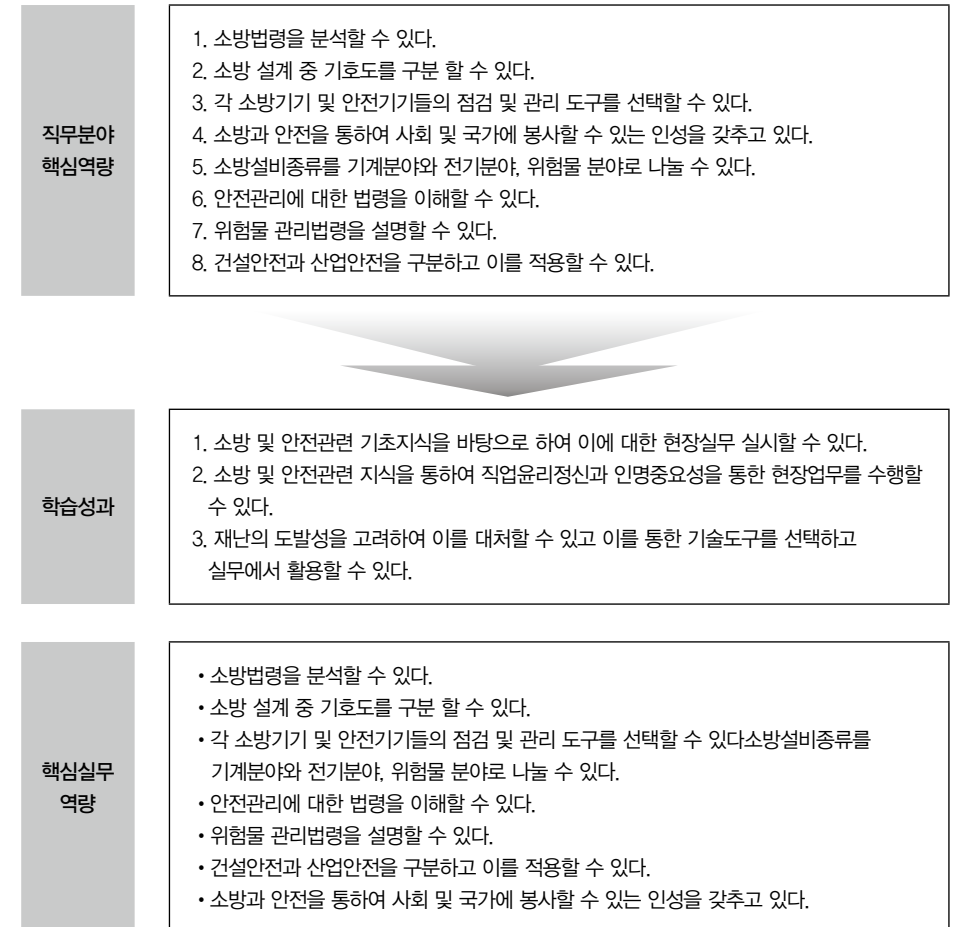 직무분야
핵심역량
1. 소방법령을 분석할 수 있다.
2. 소방 설계 중 기호도를 구분 할 수 있다.
3. 각 소방기기 및 안전기기들의 점검 및 관리 도구를 선택할 수 있다.
4. 소방과 안전을 통하여 사회 및 국가에 봉사할 수 있는 인성을 갖추고 있다.
5. 소방설비종류를 기계분야와 전기분야, 위험물 분야로 나눌 수 있다.
6. 안전관리에 대한 법령을 이해할 수 있다.
7. 위험물 관리법령을 설명할 수 있다.
8. 건설안전과 산업안전을 구분하고 이를 적용할 수 있다.
학습성과
1. 소방 및 안전관련 기초지식을 바탕으로 하여 이에 대한 현장실무 실시할 수 있다.
2. 소방 및 안전관련 지식을 통하여 직업윤리정신과 인명중요성을 통한 현장업무를 수행할
수 있다.
3. 재난의 도발성을 고려하여 이를 대처할 수 있고 이를 통한 기술도구를 선택하고
실무에서 활용할 수 있다.
핵심실무
역량
•소방법령을 분석할 수 있다.
•소방 설계 중 기호도를 구분 할 수 있다.
•각 소방기기 및 안전기기들의 점검 및 관리 도구를 선택할 수 있다소방설비종류를
기계분야와 전기분야, 위험물 분야로 나눌 수 있다.
•안전관리에 대한 법령을 이해할 수 있다.
•위험물 관리법령을 설명할 수 있다.
•건설안전과 산업안전을 구분하고 이를 적용할 수 있다.
•소방과 안전을 통하여 사회 및 국가에 봉사할 수 있는 인성을 갖추고 있다.